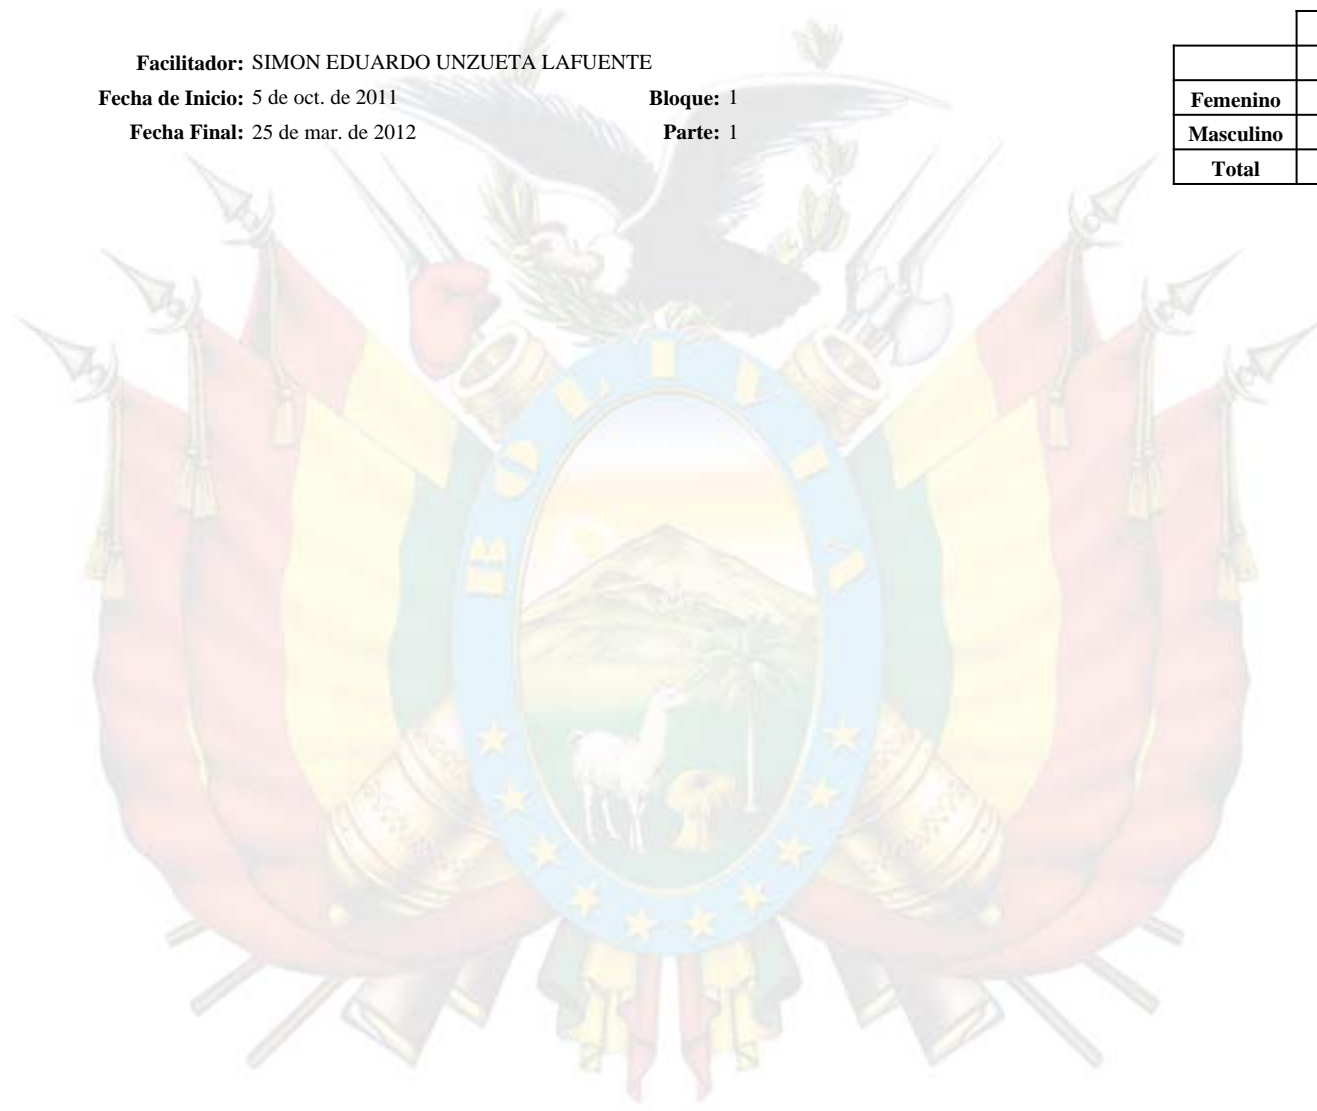 Facilitador: SIMON EDUARDO UNZUETA LAFUENTE
Fecha de Inicio: 5 de oct. de 2011 Bloque: 1
Fecha Final: 25 de mar. de 2012 Parte: 1
Femenino
Masculino
Total
BOLIVIA